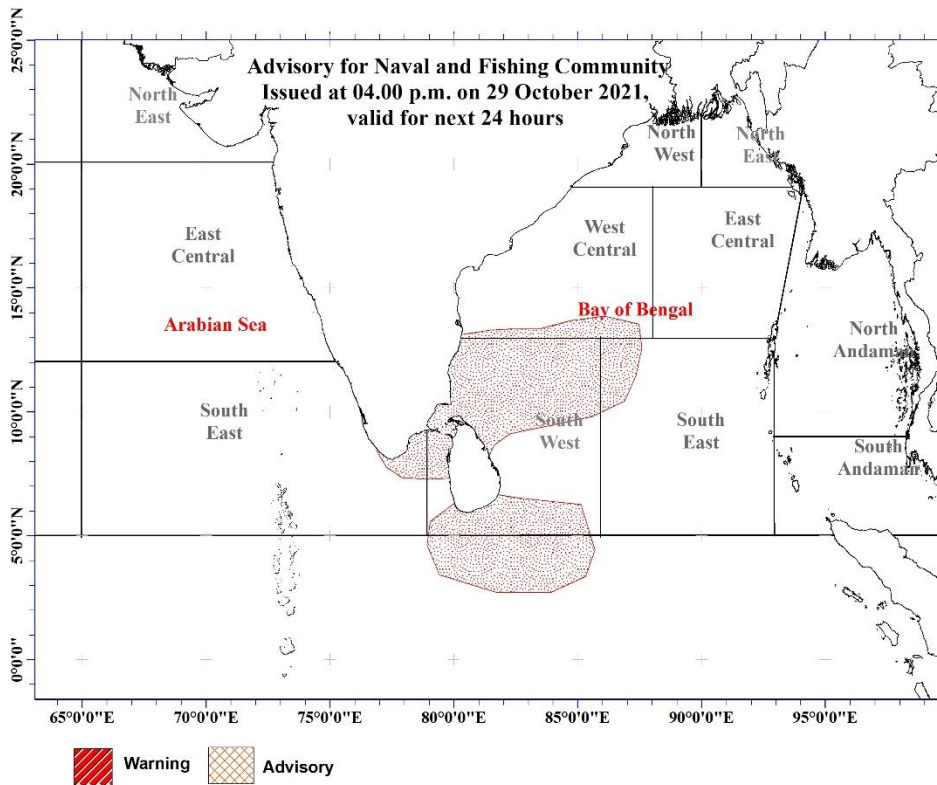 Advisory for Naval and Fishing Community
Issued at 04.00 p.m. on 29 October 2021,
valid for next 24 hours
25°0'0"N
20°0'0"N
15°0'0"N
10°0'0"N
5°0'0"N
0°0'0"
North
East
North
West
North
East
East
Central
West
Central
East
Central
Arabian Sea
Bay of Bengal
North
Andaman
South
East
South
West
South
East
South
Andaman
65°0'0"E
70°0'0"E
75°0'0"E
80°0'0"E
85°0'0"E
90°0'0"E
95°0'0"E
Warning
Advisory